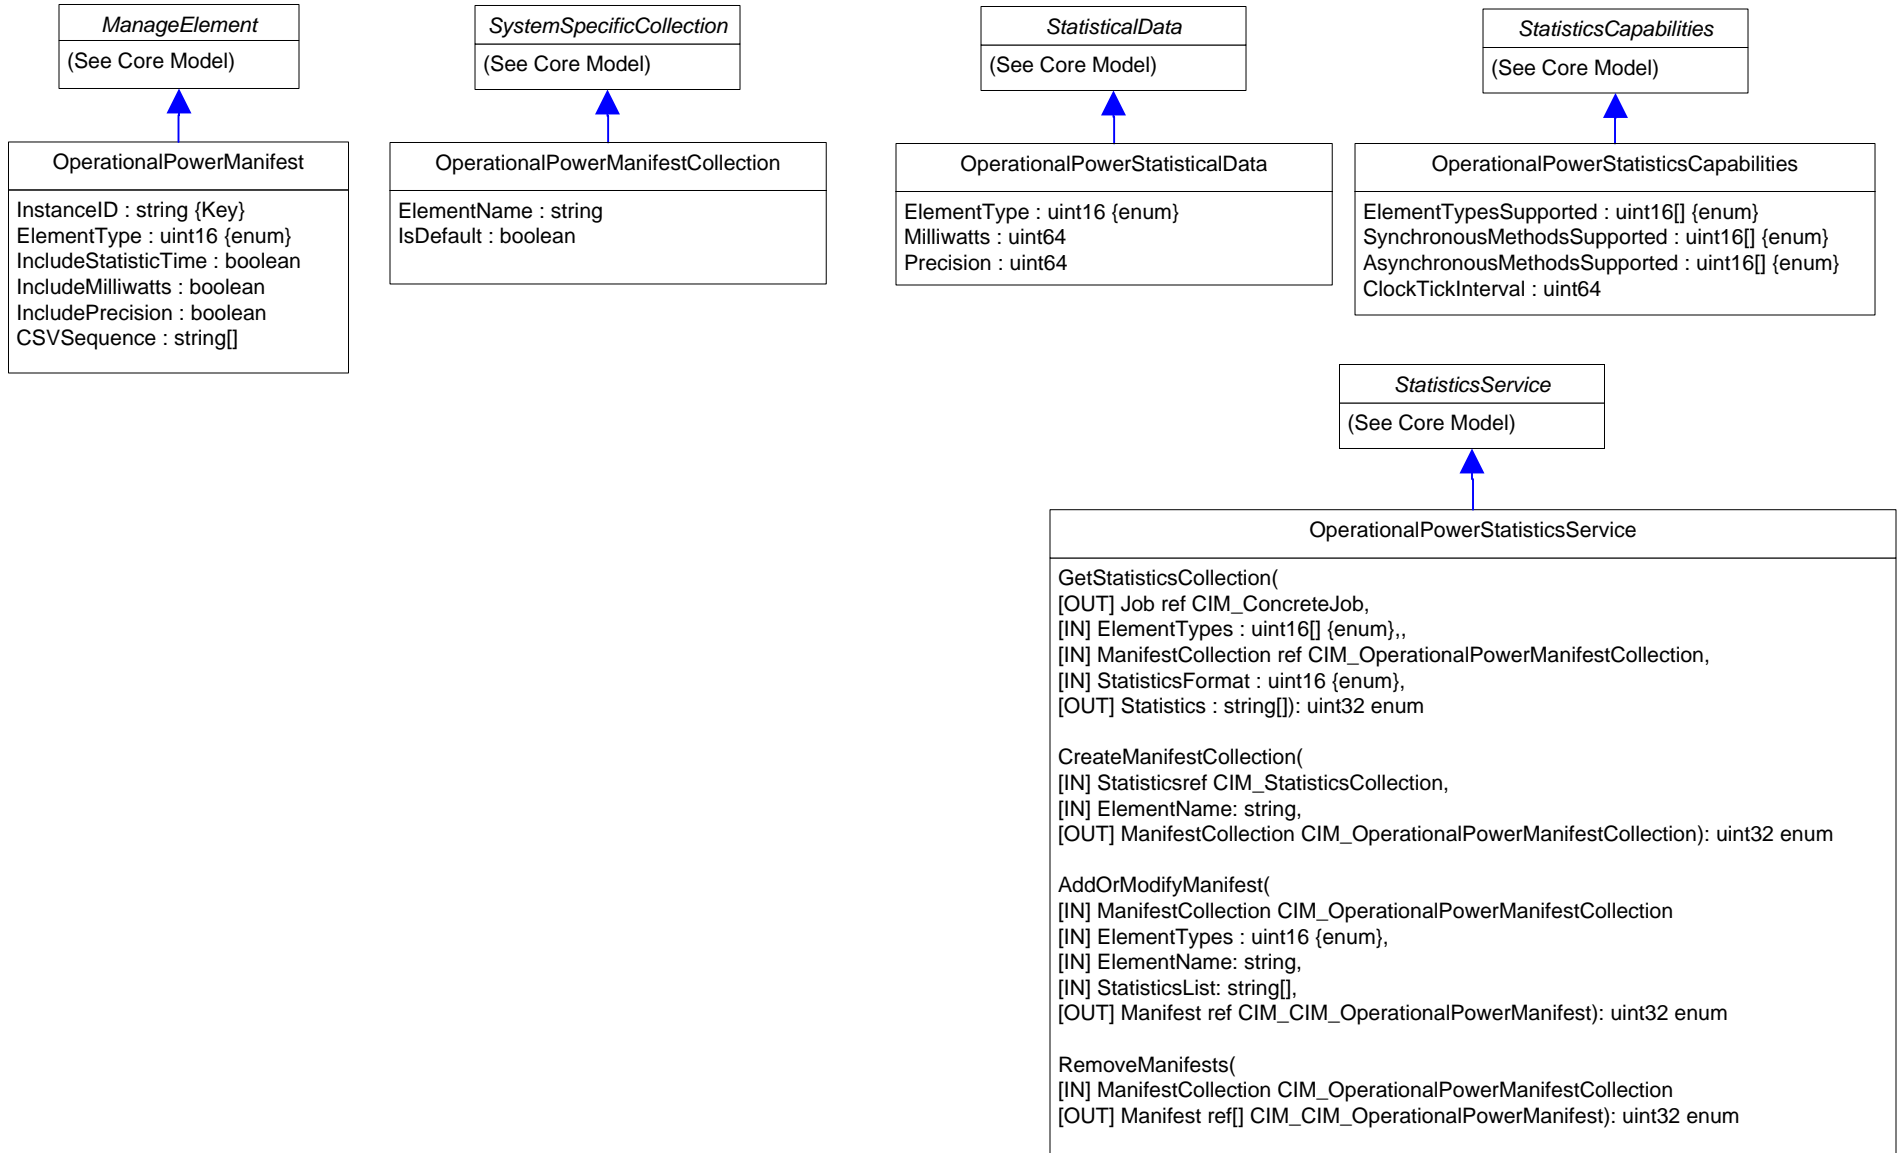 ManageElement
(See Core Model)
OperationalPowerManifest
InstanceID : string {Key}
ElementType : uint16 {enum}
IncludeStatisticTime : boolean
IncludeMilliwatts : boolean
IncludePrecision : boolean
CSVSequence : string[]
SystemSpecificCollection
(See Core Model)
OperationalPowerManifestCollection
ElementName : string
IsDefault : boolean
StatisticalData
(See Core Model)
OperationalPowerStatisticalData
ElementType : uint16 {enum}
Milliwatts : uint64
Precision : uint64
StatisticsCapabilities
(See Core Model)
OperationalPowerStatisticsCapabilities
ElementTypesSupported : uint16[] {enum}
SynchronousMethodsSupported : uint16[] {enum}
AsynchronousMethodsSupported : uint16[] {enum}
ClockTickInterval : uint64
StatisticsService
(See Core Model)
OperationalPowerStatisticsService
GetStatisticsCollection(
[OUT] Job ref CIM_ConcreteJob,
[IN] ElementTypes : uint16[] {enum},,
[IN] ManifestCollection ref CIM_OperationalPowerManifestCollection,
[IN] StatisticsFormat : uint16 {enum},
[OUT] Statistics : string[]): uint32 enum
CreateManifestCollection(
[IN] Statisticsref CIM_StatisticsCollection,
[IN] ElementName: string,
[OUT] ManifestCollection CIM_OperationalPowerManifestCollection): uint32 enum
AddOrModifyManifest(
[IN] ManifestCollection CIM_OperationalPowerManifestCollection
[IN] ElementTypes : uint16 {enum},
[IN] ElementName: string,
[IN] StatisticsList: string[],
[OUT] Manifest ref CIM_CIM_OperationalPowerManifest): uint32 enum
RemoveManifests(
[IN] ManifestCollection CIM_OperationalPowerManifestCollection
[OUT] Manifest ref[] CIM_CIM_OperationalPowerManifest): uint32 enum